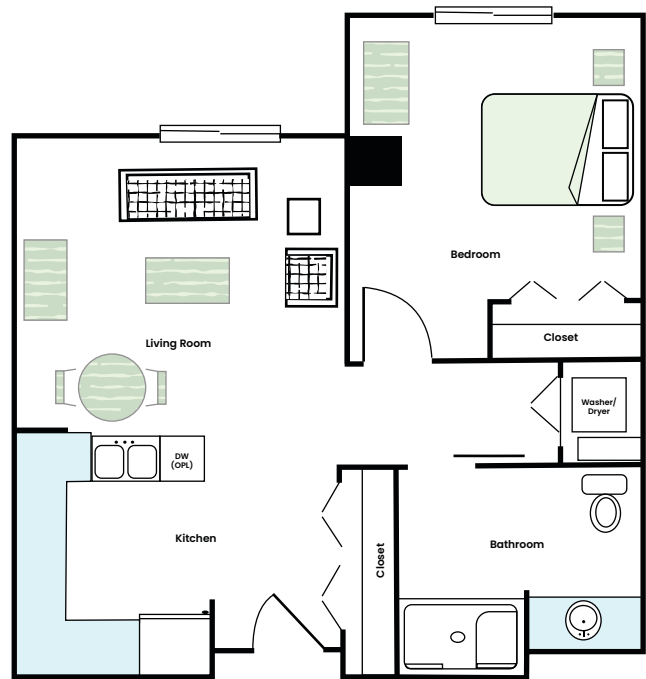 Bedroom
Closet
Living Room
Washer/
Dryer
DW
(OPL)
Kitchen
Closet
Bathroom